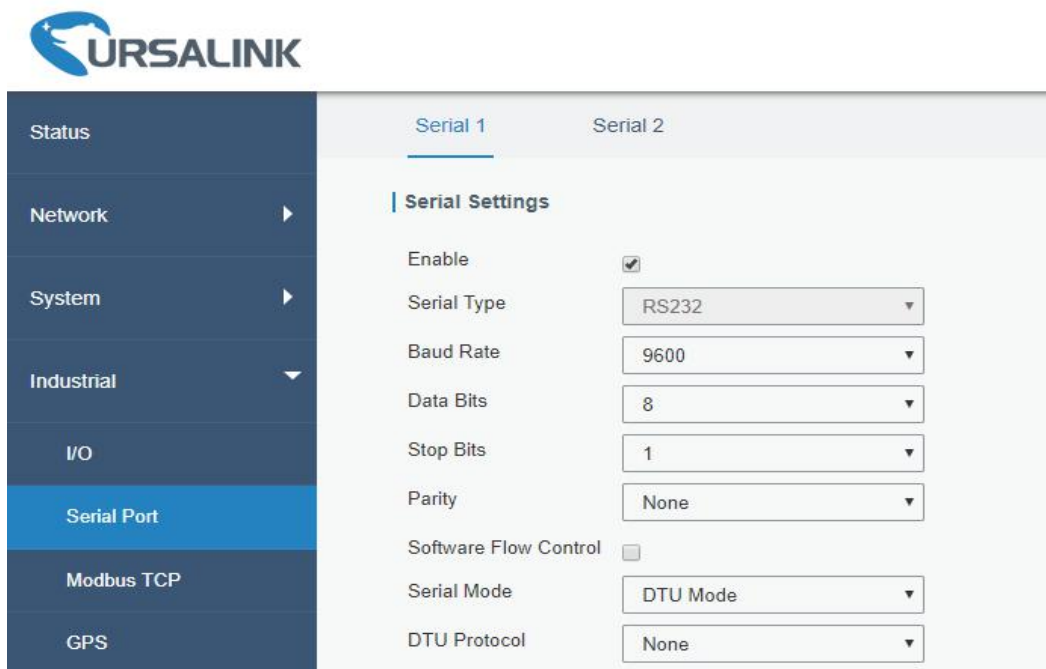 URSALINK
Status
Network
System
Industrial
I/O
Serial Port
Modbus TCP
GPS
Serial 1 Serial 2
Serial Settings
Enable
Serial Type RS232
Baud Rate 9600
Data Bits 8
Stop Bits 1
Parity None
Software Flow Control
Serial Mode DTU Mode
DTU Protocol None